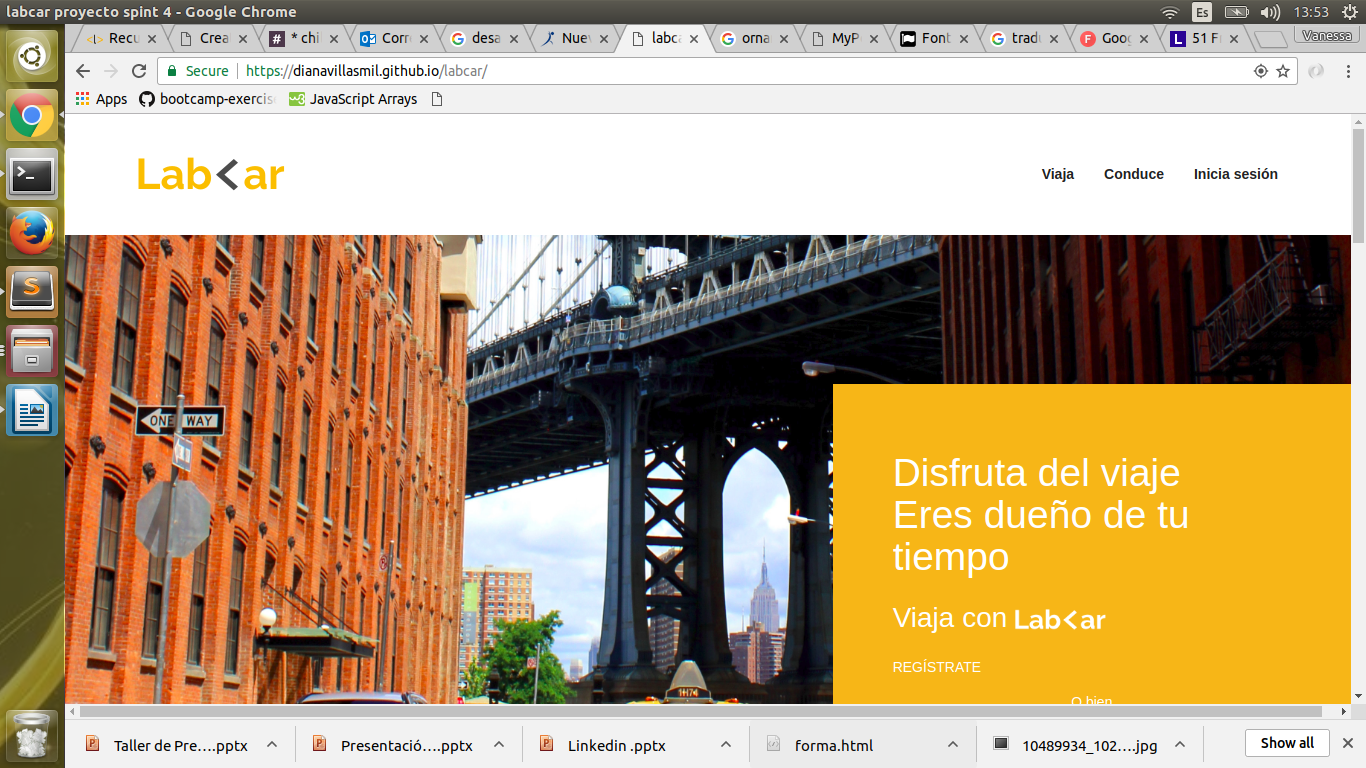 labcar proyecto spint 4 - Google Chrome
Es
13:53
Recu
Crea
* chi
Corr
desa
Nuev
labca
orna
MyP
Font
tradu
Goog
51 F
Vanessa
Secure
https://dianavillasmil.github.io/labcar/
Apps
bootcamp-exercis
JavaScript Arrays
Lab<ar
Viaja
Conduce
Inicia sesión
ONE WAY
Disfruta del viaje
Eres dueño de tu
tiempo
Viaja con Lab<ar
REGÍSTRATE
O bien
Taller de Pre....pptx
Presentació....pptx
Linkedin .pptx
forma.html
10489934_102....jpg
Show all